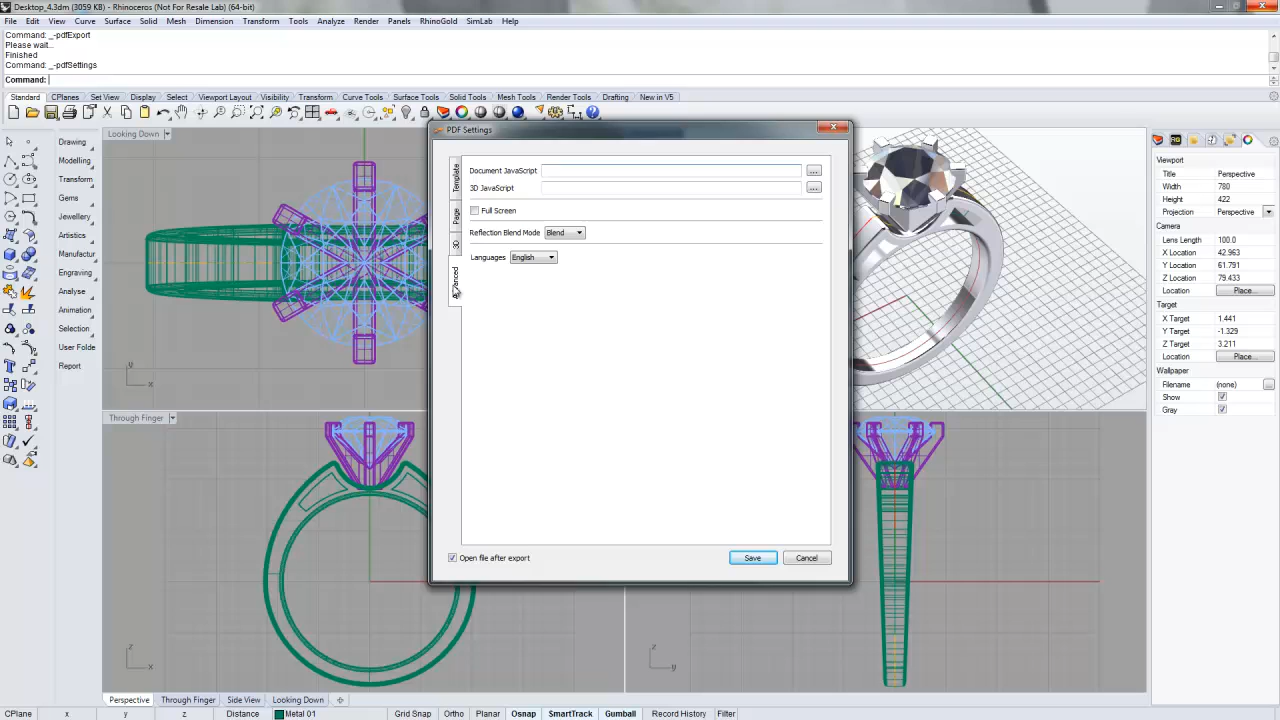 Desktop_4.3dm (3059 KB) - Rhinoceros (Not For Resale Lab) (64-bit)
File Edit View Curve Surface Solid Mesh Dimension Transform Tools Analyze Render Panels RhinoGold SimLab Help
Command: _-pdfExport
Please wait...
Finished
Command: _-pdfSettings
Command:
Standard CPlanes Set View Display Select Viewport Layout Visibility Transform Curve Tools Surface Tools Solid Tools Mesh Tools Render Tools Drafting New in V5
Looking Down
Drawing
Modelling
Transform
Gems
Jewellery
Artistics
Manufactur
Engraving
Analyse
Animation
Selection
User Folde
Report
PDF Settings
Template
Page
3D
Document JavaScript ...
3D JavaScript ...
Full Screen
Reflection Blend Mode Blend
Languages English
Open file after export Save Cancel
Viewport
Title Perspective
Width 780
Height 422
Projection Perspective
Camera
Lens Length 100.0
X Location 42.963
Y Location 61.791
Z Location 79.433
Location Place...
Target
X Target 1.441
Y Target -1.329
Z Target 3.211
Location Place...
Wallpaper
Filename (none) ...
Show
Gray
y
x
Through Finger
z
x
z
y
Perspective Through Finger Side View Looking Down
CPlane x y z Distance Metal 01 Grid Snap Ortho Planar Osnap SmartTrack Gumball Record History Filter